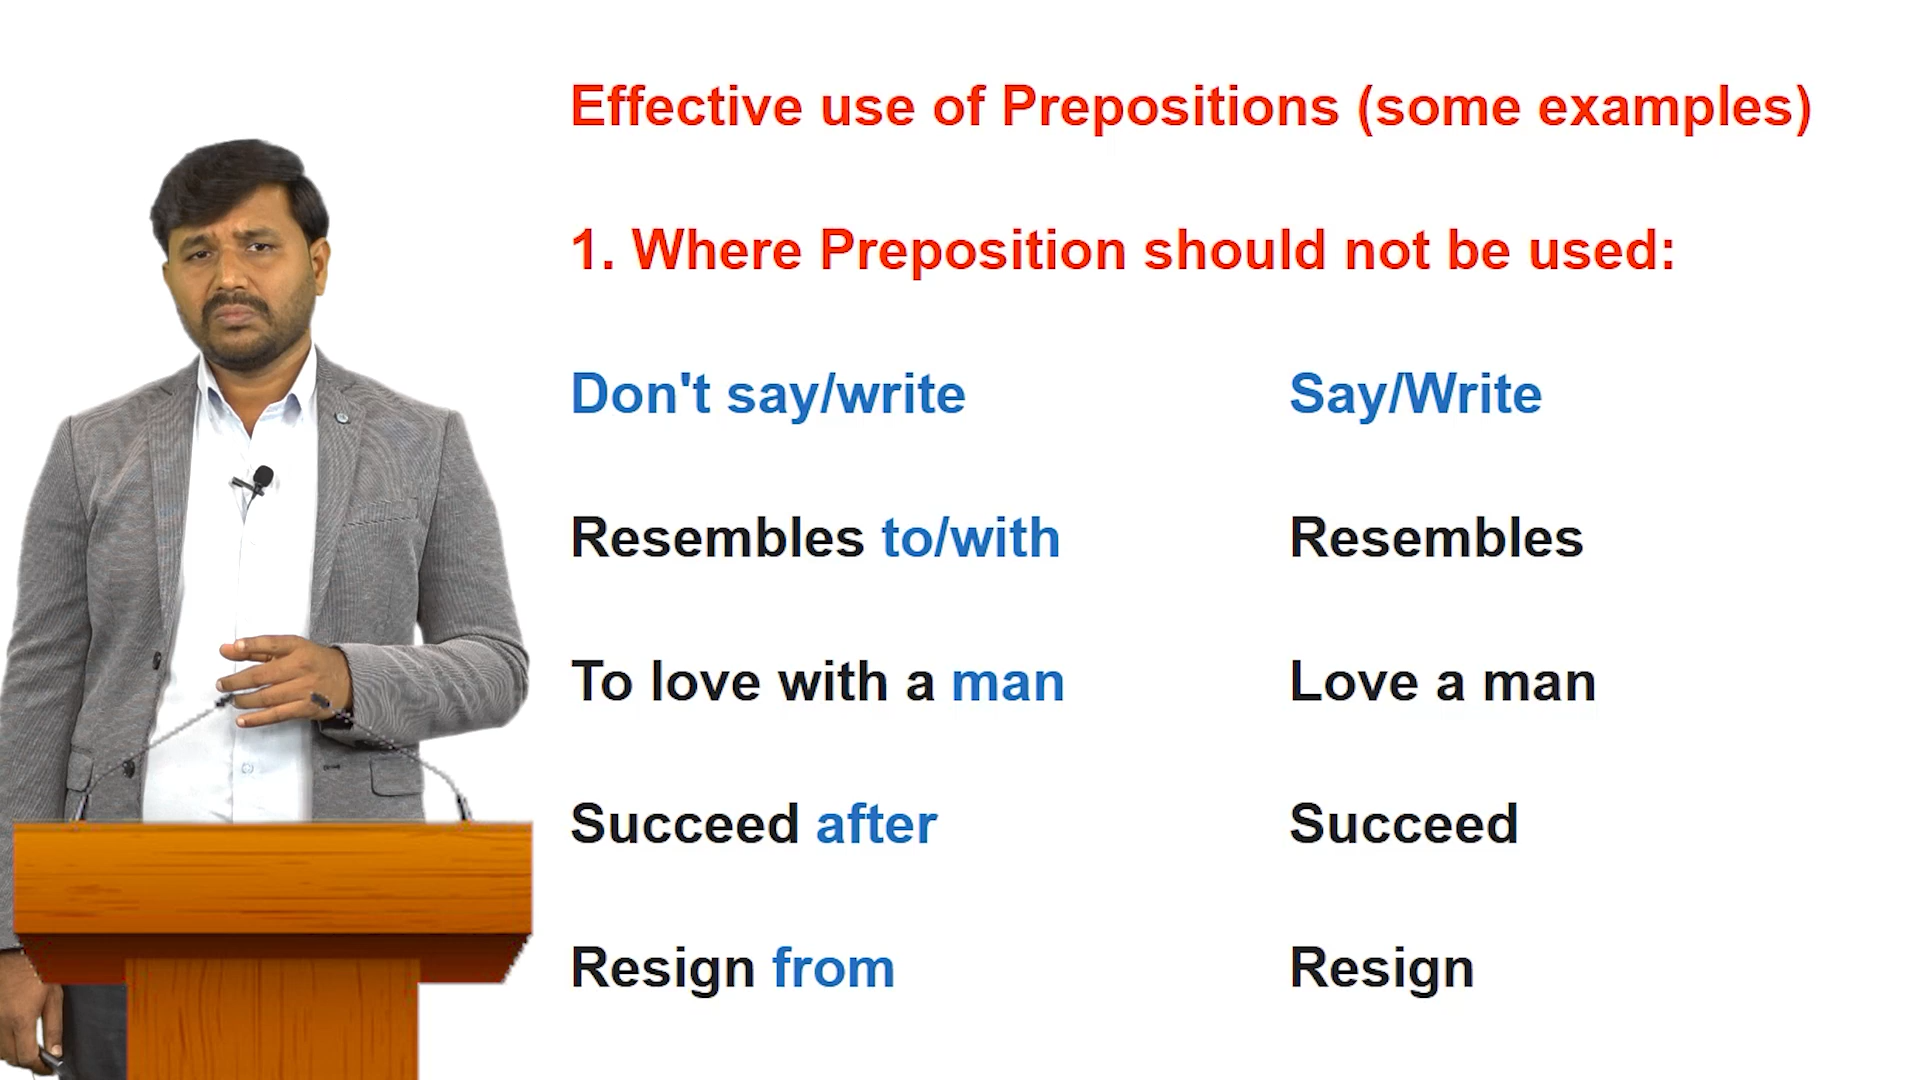 Effective use of Prepositions (some examples)
1. Where Preposition should not be used:
Don't say/write Say/Write
Resembles to/with Resembles
To love with a man Love a man
Succeed after Succeed
Resign from Resign